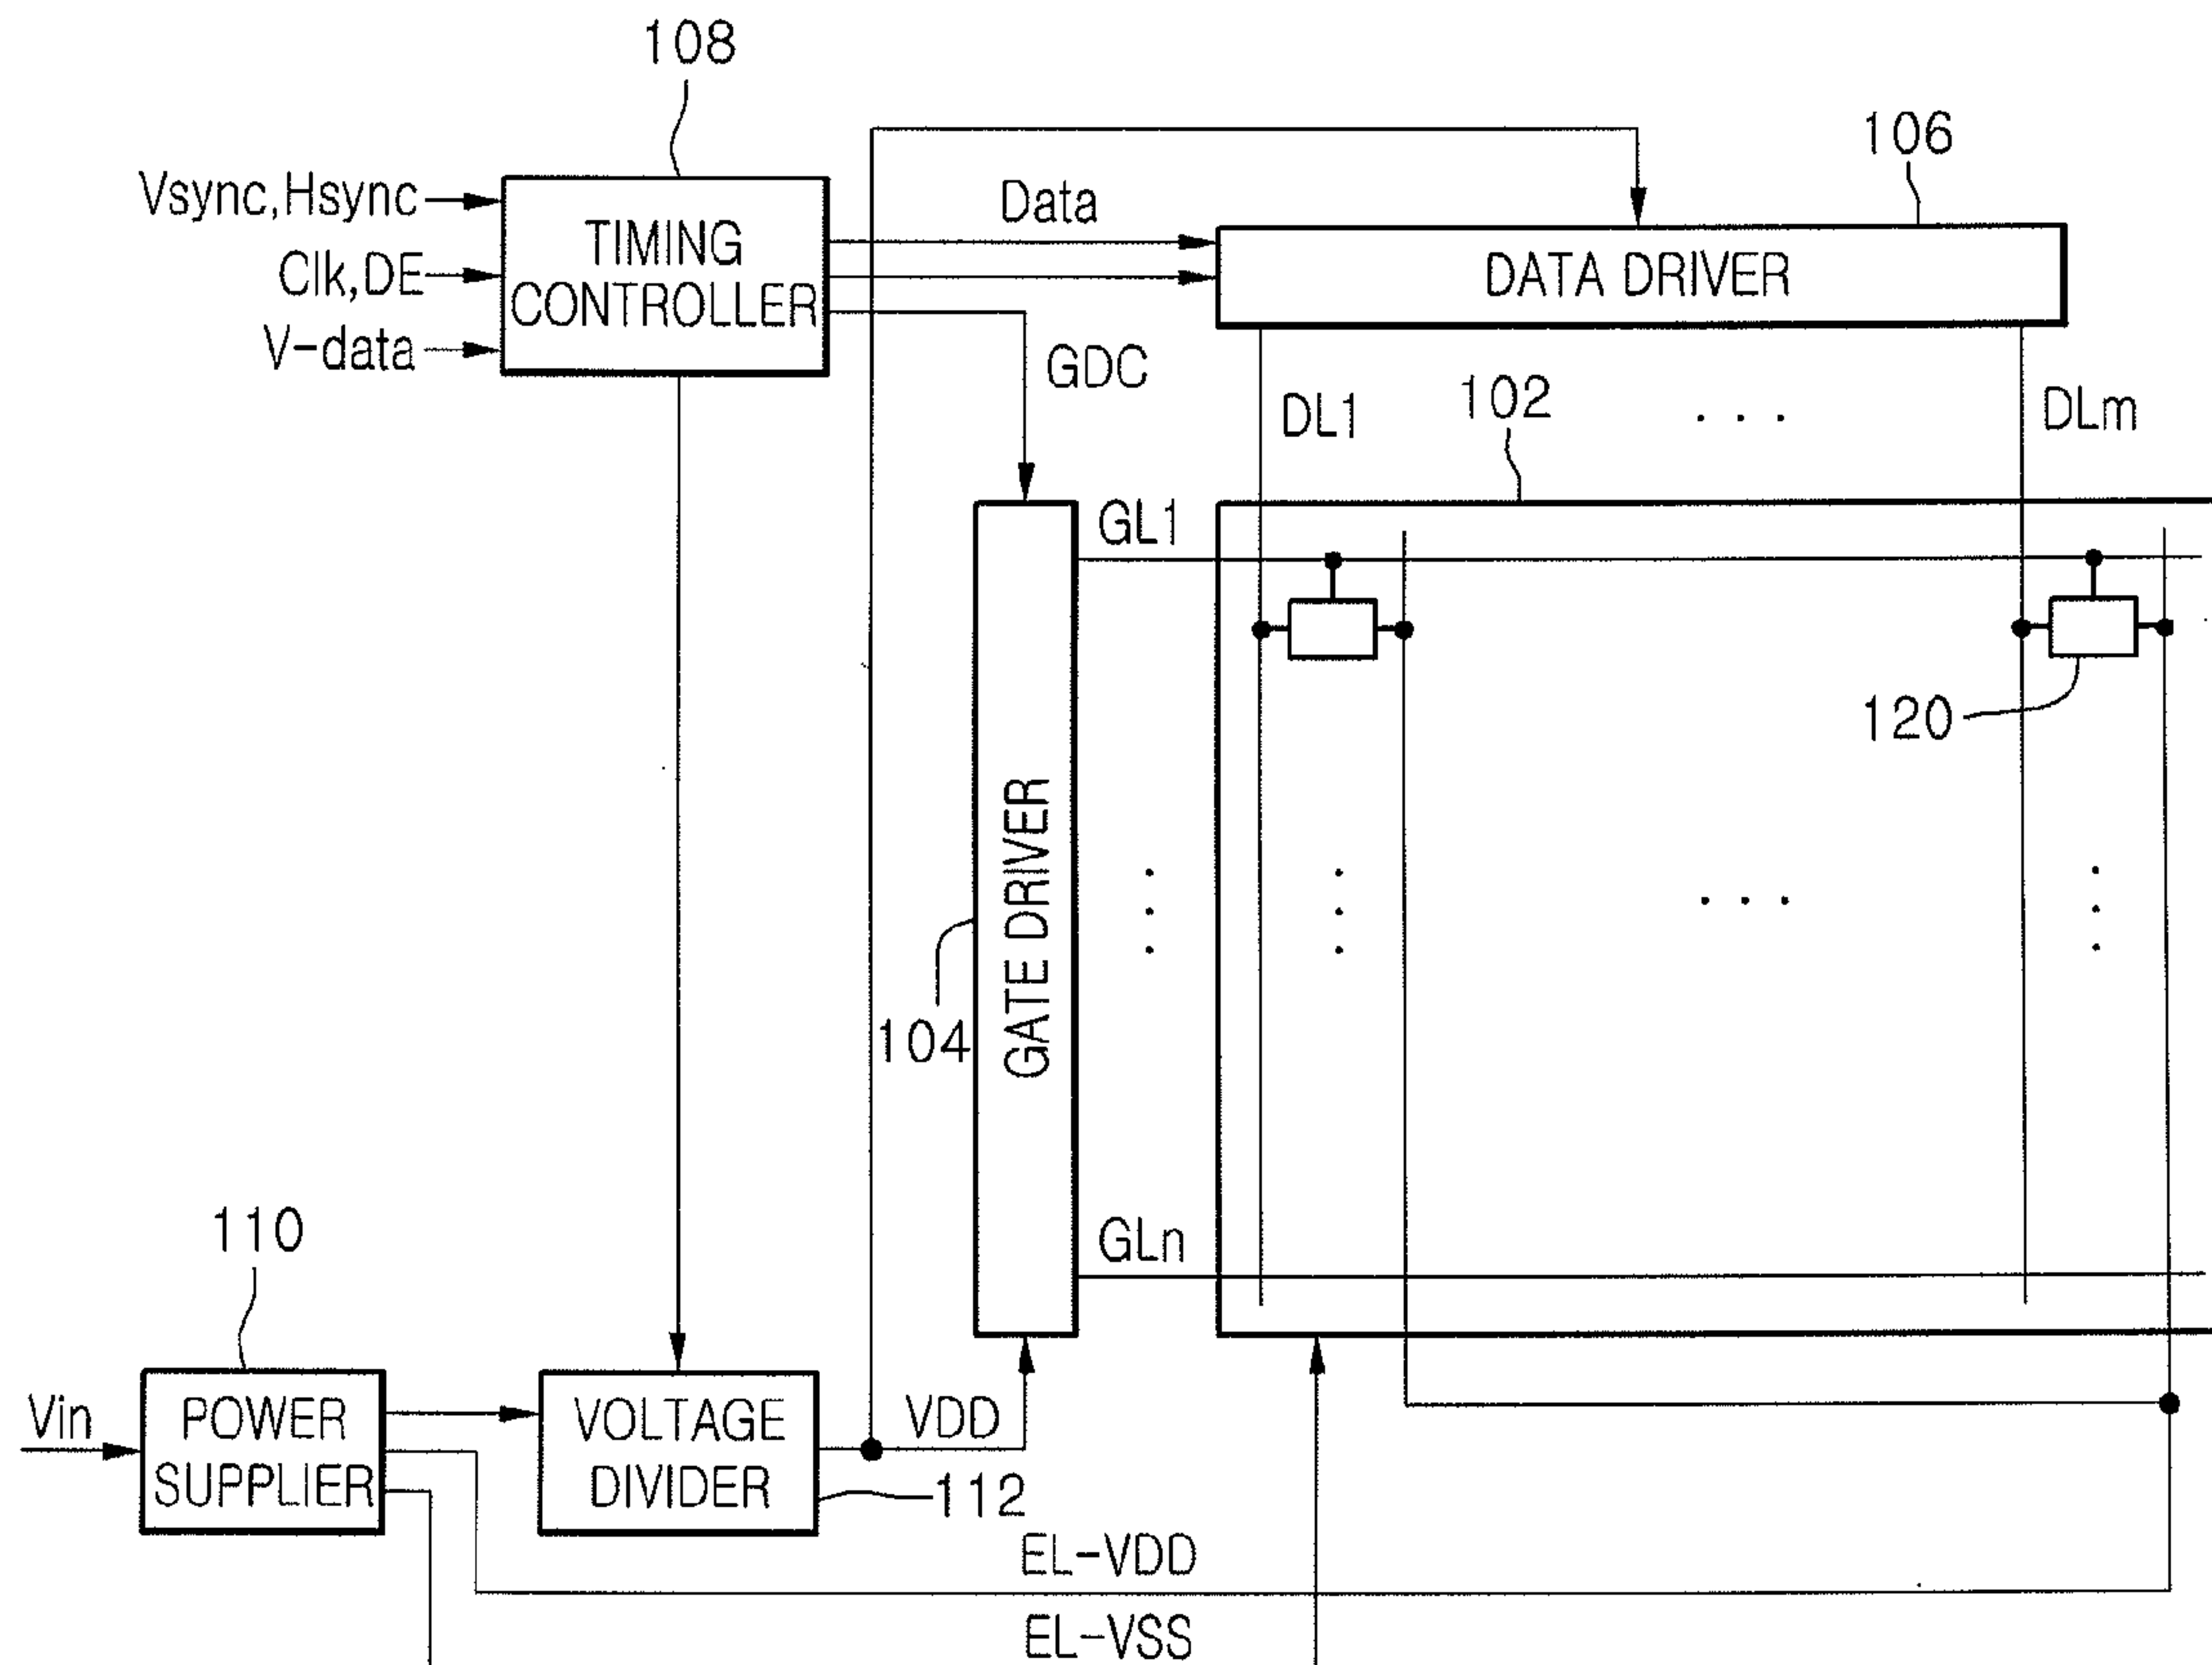 108
106
Vsync,Hsync
Data
TIMING
CONTROLLER
Clk,DE
DATA DRIVER
V-data
GDC
102
DL1
. . .
DLm
GL1
120
GATE DRIVER
104
110
GLn
Vin
POWER
SUPPLIER
VOLTAGE
DIVIDER
VDD
112
EL-VDD
EL-VSS